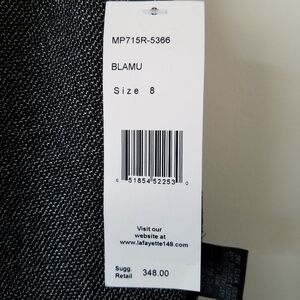 MP715R-5366
BLAMU
Size 8
6 51854 52253 0
Visit our
website at
www.lafayette148.com
Sugg.
Retail 348.00